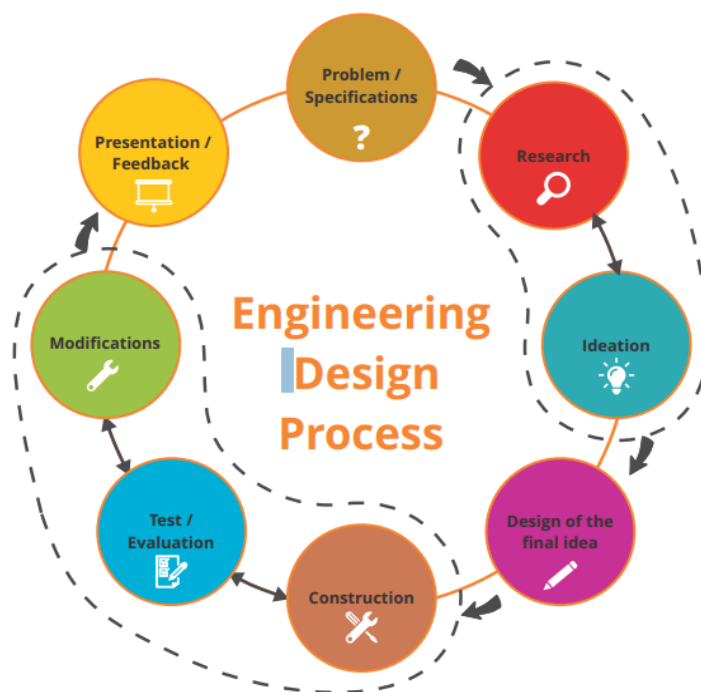 Problem /
Specifications
?
Research
Ideation
Design of the
final idea
Construction
Test /
Evaluation
Modifications
Presentation /
Feedback
Engineering
Design
Process